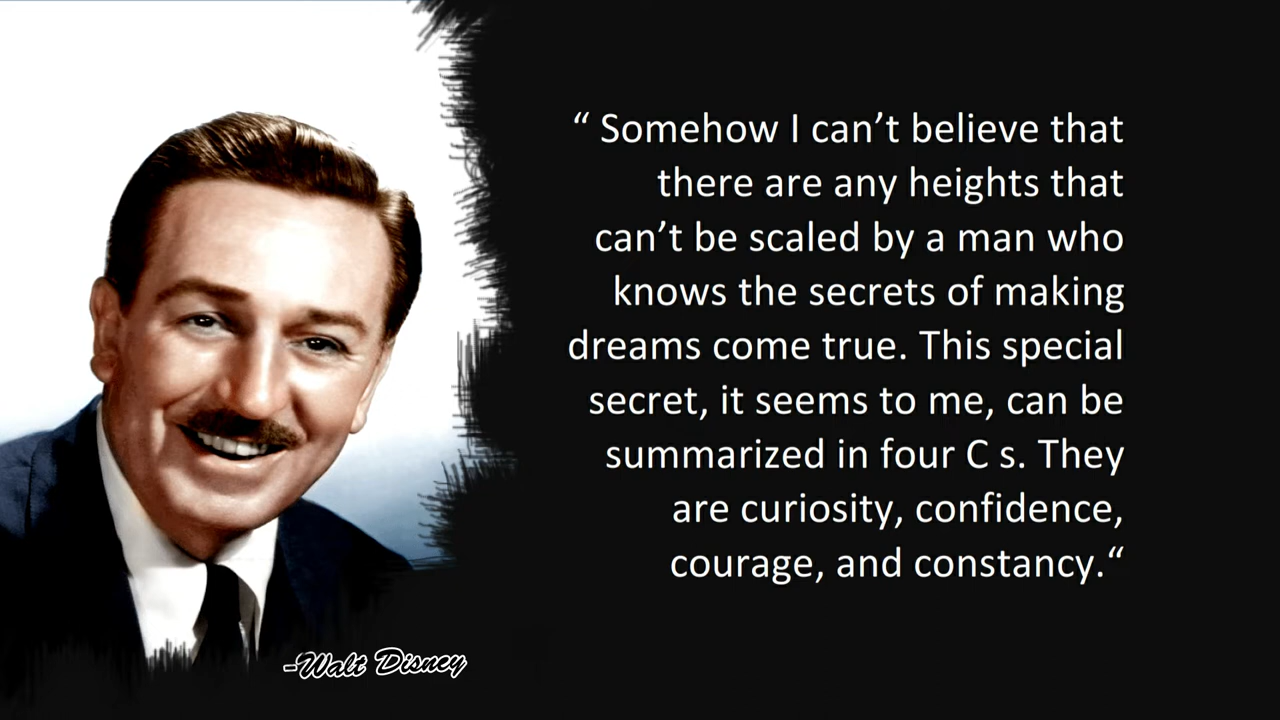 “ Somehow I can’t believe that
there are any heights that
can’t be scaled by a man who
knows the secrets of making
dreams come true. This special
secret, it seems to me, can be
summarized in four C s. They
are curiosity, confidence,
courage, and constancy.“
-Walt Disney